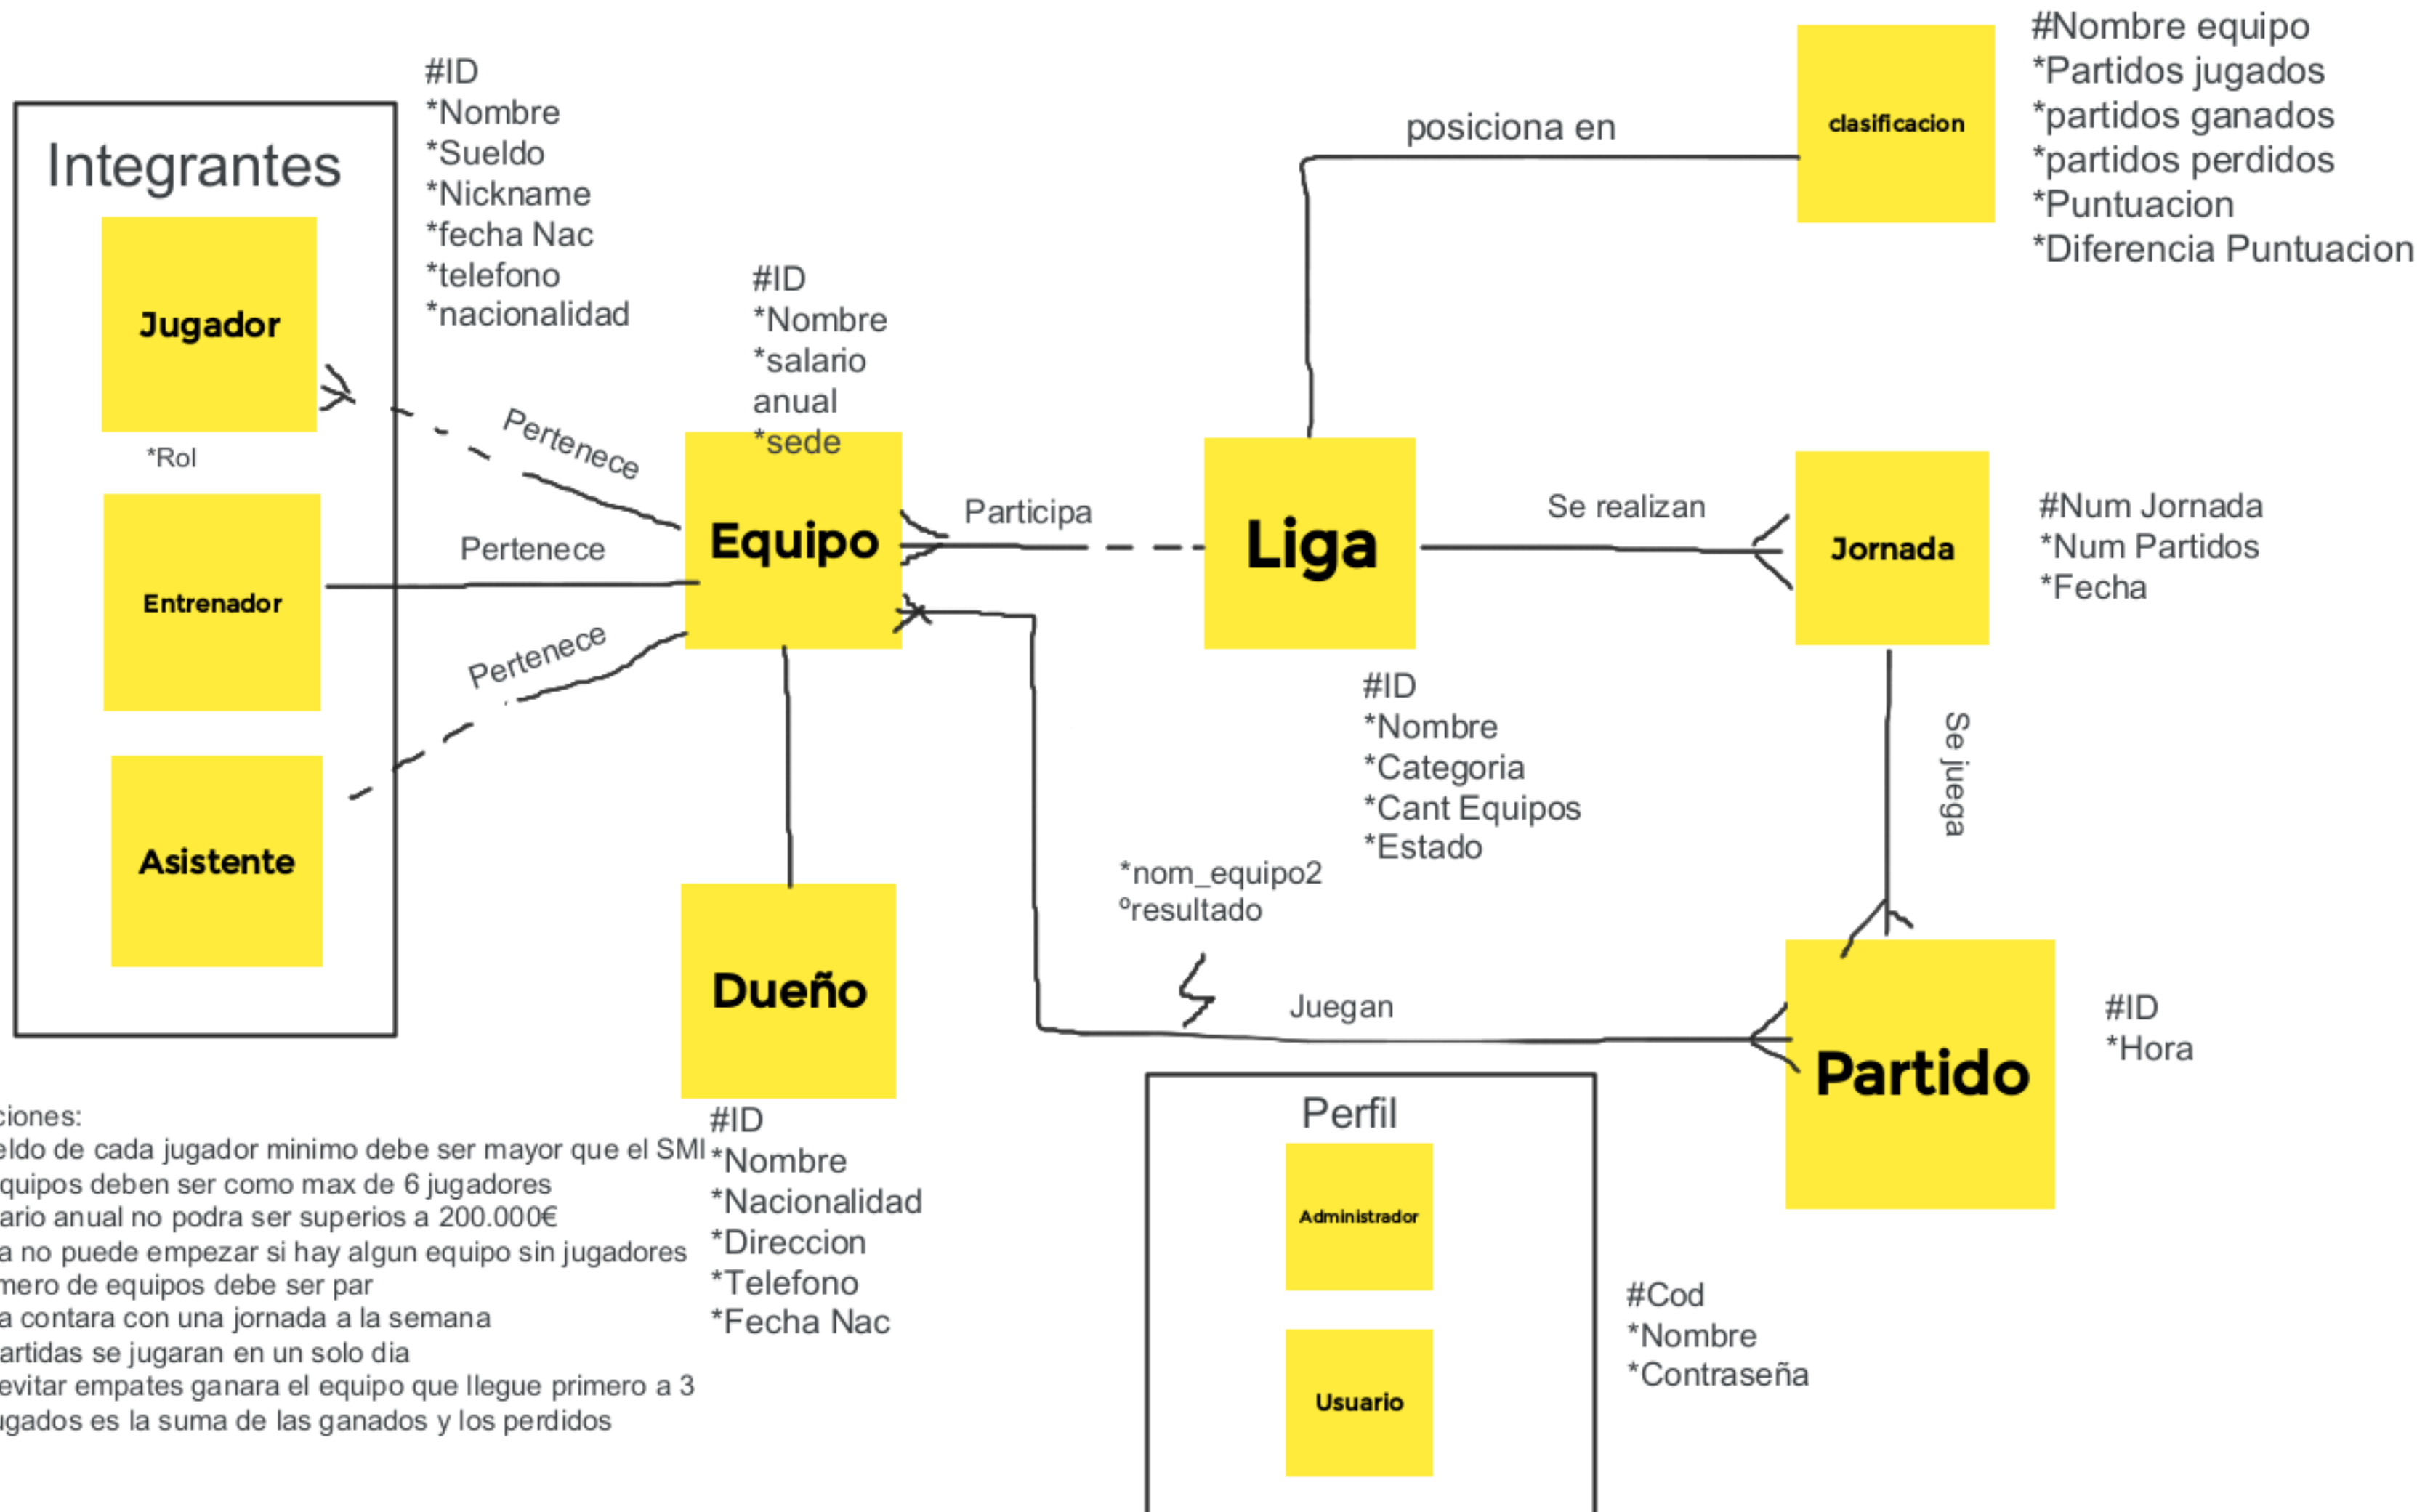 Integrantes
#ID
*Nombre
*Sueldo
*Nickname
*fecha Nac
*telefono
*nacionalidad
Jugador
*Rol
Entrenador
Asistente
Pertenece
Pertenece
Pertenece
#ID
*Nombre
*salario
anual
*sede
Equipo
Participa
Liga
#ID
*Nombre
*Categoria
*Cant Equipos
*Estado
posiciona en
clasificacion
#Nombre equipo
*Partidos jugados
*partidos ganados
*partidos perdidos
*Puntuacion
*Diferencia Puntuacion
Se realizan
Jornada
#Num Jornada
*Num Partidos
*Fecha
Se juega
Partido
#ID
*Hora
*nom_equipo2
ºresultado
Juegan
Dueño
#ID
*Nombre
*Nacionalidad
*Direccion
*Telefono
*Fecha Nac
Perfil
Administrador
Usuario
#Cod
*Nombre
*Contraseña
ciones:
eldo de cada jugador minimo debe ser mayor que el SMI
quipos deben ser como max de 6 jugadores
ario anual no podra ser superios a 200.000€
a no puede empezar si hay algun equipo sin jugadores
mero de equipos debe ser par
a contara con una jornada a la semana
artidas se jugaran en un solo dia
evitar empates ganara el equipo que llegue primero a 3
ugados es la suma de las ganados y los perdidos